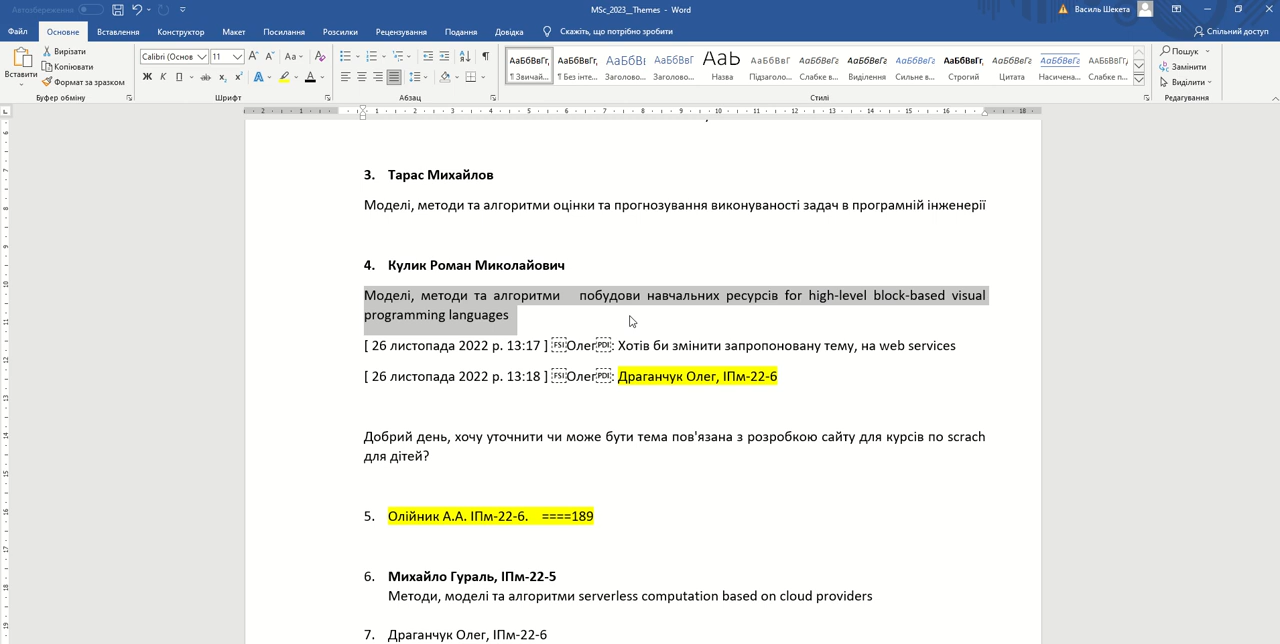 Автозбереження
MSc_2023__Themes - Word
Василь Шекета
Файл Основне Вставлення Конструктор Макет Посилання Розсилки Рецензування Подання Довідка Скажіть, що потрібно зробити Спільний доступ
Вставити
Вирізати
Копіювати
Формат за зразком
Буфер обміну
Calibri (Основ 11
Шрифт
Абзац
АаБбВвГг, АаБбВвГг, АаБбВı АаБбВвГ АаЬ АаБбВвГ АаБбВвГг АаБбВвГг АаБбВвГг АаБбВвГг, АаБбВвГг АаБбВвГг АаБбВвГг,
¶ Звичай... ¶ Без інте... Заголово... Заголово... Назва Підзаголо... Слабке в... Виділення Сильне в... Строгий Цитата Насичена... Слабке п...
Стилі
Пошук
Замінити
Виділити
Редагування
3. Тарас Михайлов
Моделі, методи та алгоритми оцінки та прогнозування виконуваності задач в програмній інженерії
4. Кулик Роман Миколайович
Моделі, методи та алгоритми побудови навчальних ресурсів for high-level block-based visual
programming languages
[ 26 листопада 2022 р. 13:17 ] FSI Олег PDI : Хотів би змінити запропоновану тему, на web services
[ 26 листопада 2022 р. 13:18 ] FSI Олег PDI : Драганчук Олег, ІПм-22-6
Добрий день, хочу уточнити чи може бути тема пов'язана з розробкою сайту для курсів по scrach
для дітей?
5. Олійник А.А. ІПм-22-6. ====189
6. Михайло Гураль, ІПм-22-5
Методи, моделі та алгоритми serverless computation based on cloud providers
7. Драганчук Олег, ІПм-22-6